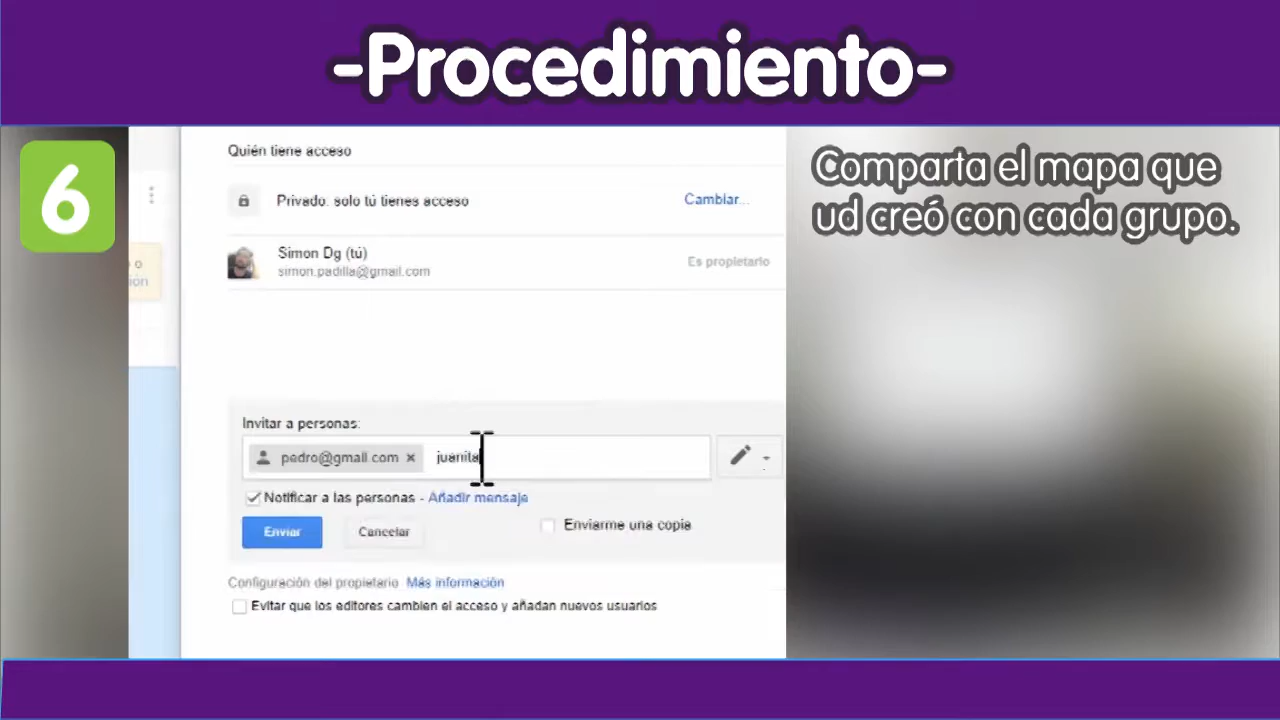 -Procedimiento-
6
Comparta el mapa que
ud creó con cada grupo.
Quién tiene acceso
Privado: solo tú tienes acceso
Cambiar...
Simon Dg (tú)
simon.padilla@gmail.com
Es propietario
o
ión
Invitar a personas:
pedro@gmail.com × juanita
Notificar a las personas - Añadir mensaje
Enviar
Cancelar
Enviarme una copia
Configuración del propietario Más información
Evitar que los editores cambien el acceso y añadan nuevos usuarios